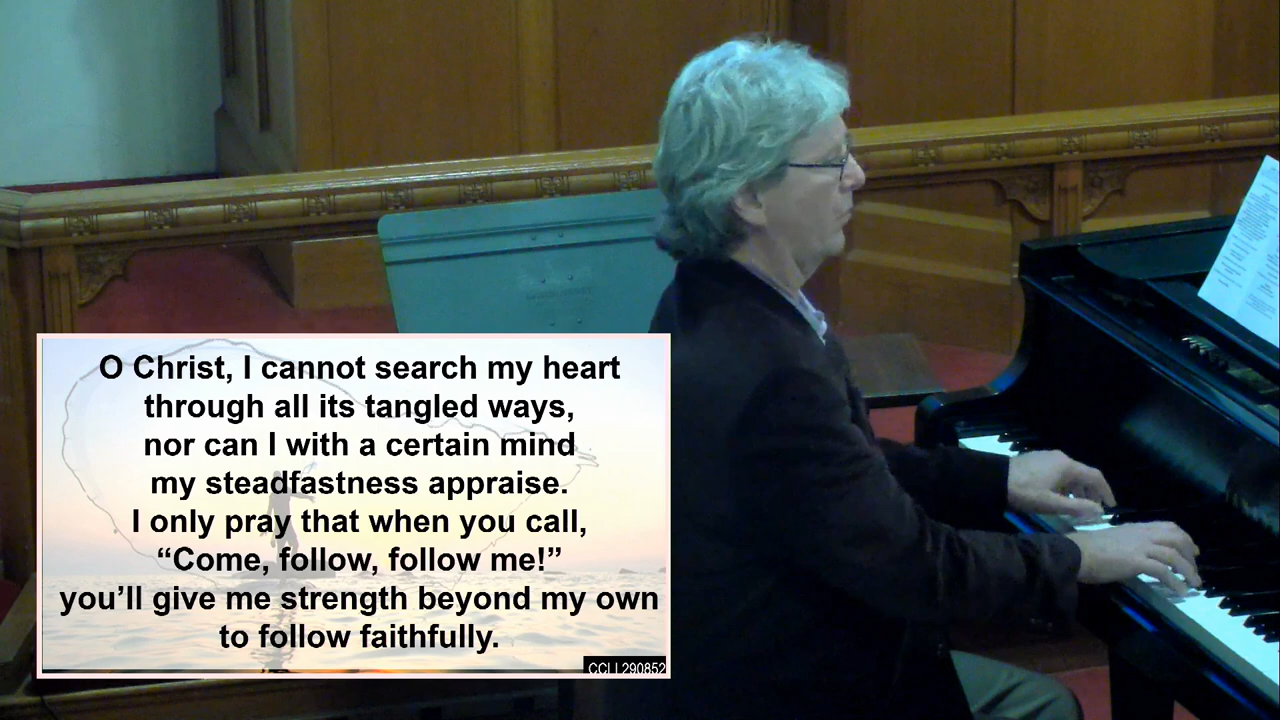 O Christ, I cannot search my heart
through all its tangled ways,
nor can I with a certain mind
my steadfastness appraise.
I only pray that when you call,
“Come, follow, follow me!”
you’ll give me strength beyond my own
to follow faithfully.
CCLI 290852